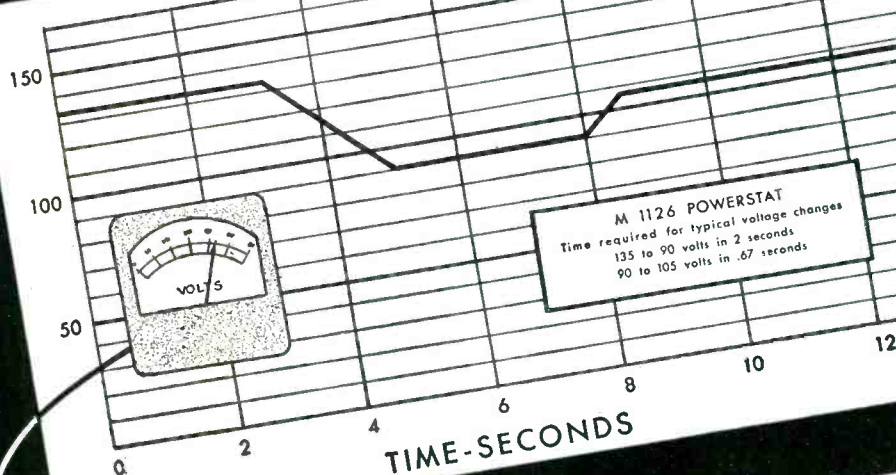 150
100
50
VOLTS
M 1126 POWERSTAT
Time required for typical voltage changes
135 to 90 volts in 2 seconds
90 to 105 volts in .67 seconds
0 2 4 6 8 10 12
TIME-SECONDS